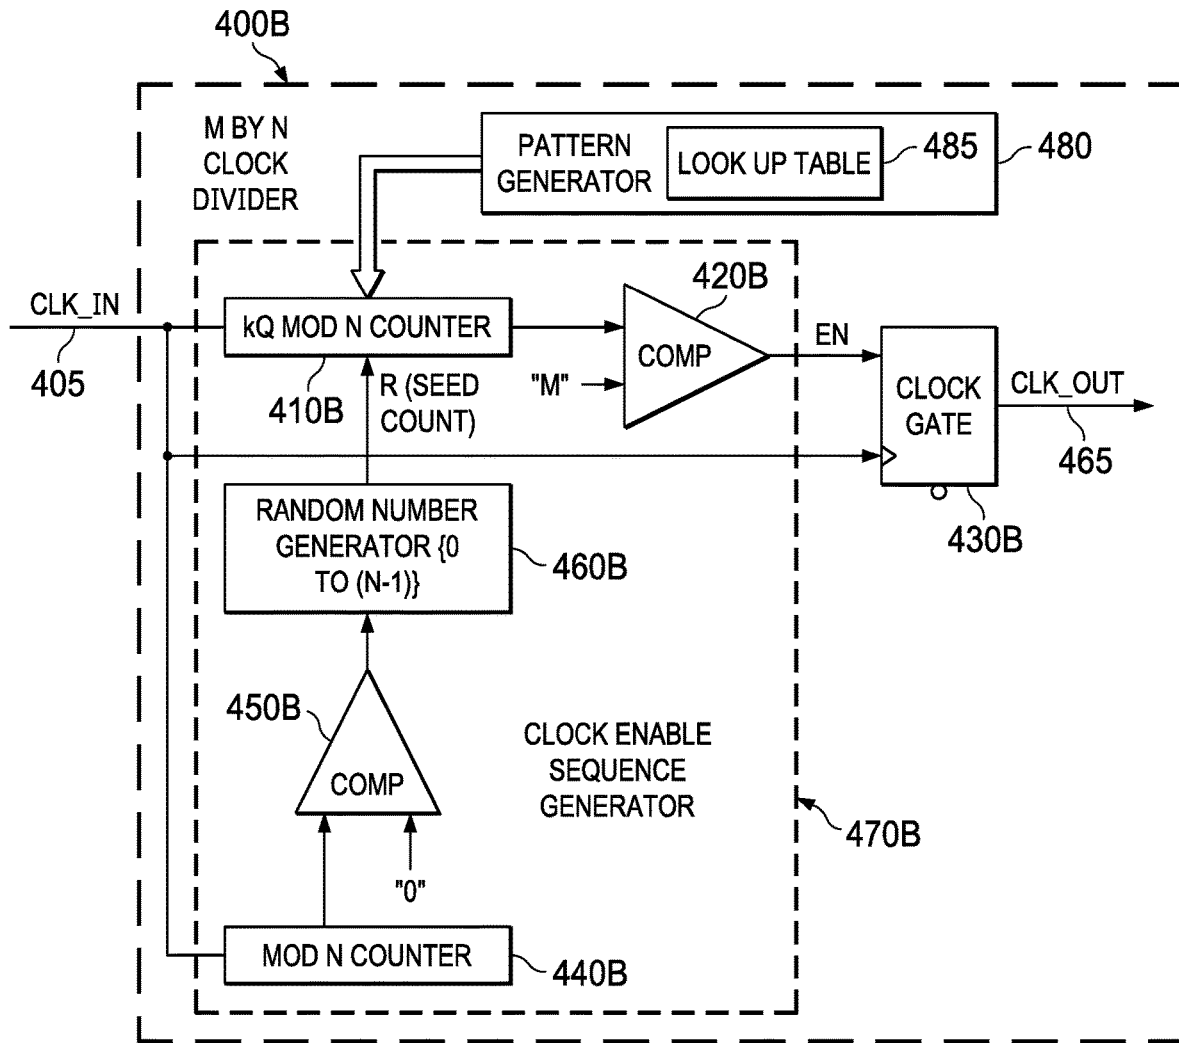 400B
M BY N
CLOCK
DIVIDER
PATTERN
GENERATOR
LOOK UP TABLE
485
480
420B
CLK_IN
405
kQ MOD N COUNTER
410B
R (SEED
COUNT)
"M"
COMP
EN
CLOCK
GATE
CLK_OUT
465
430B
RANDOM NUMBER
GENERATOR {0
TO (N-1)}
460B
450B
COMP
"0"
CLOCK ENABLE
SEQUENCE
GENERATOR
470B
MOD N COUNTER
440B